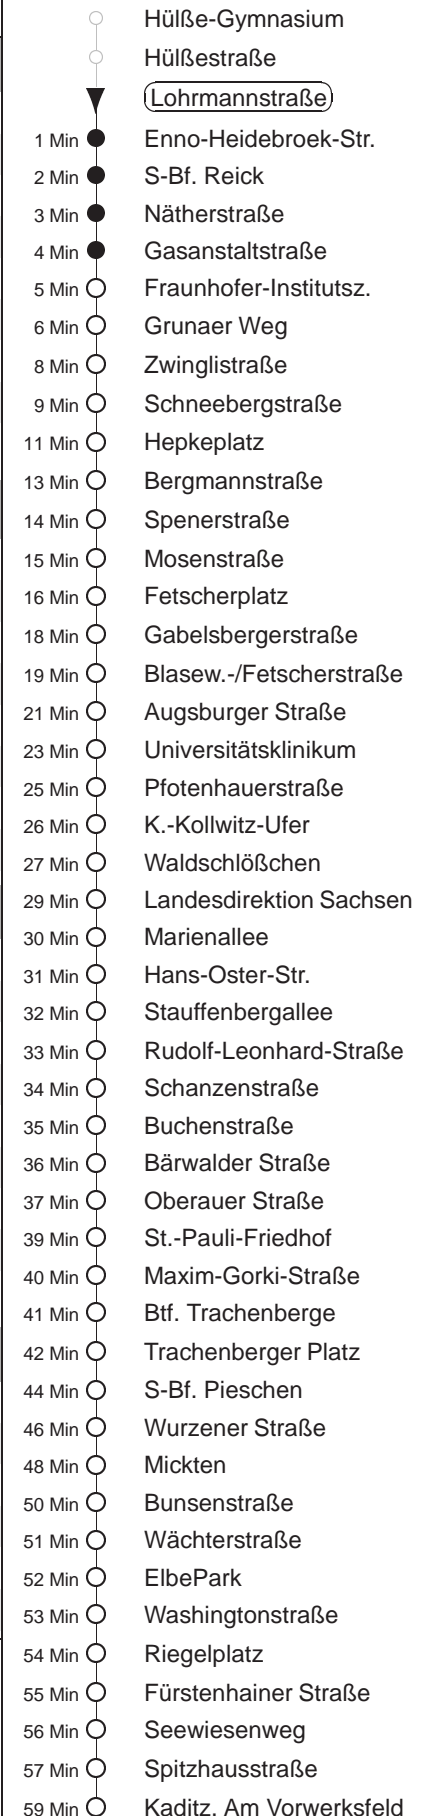 Hülße-Gymnasium
Hülßestraße
Lohrmannstraße
1 Min Enno-Heidebroek-Str.
2 Min S-Bf. Reick
3 Min Nätherstraße
4 Min Gasanstaltstraße
5 Min Fraunhofer-Institutsz.
6 Min Grunaer Weg
8 Min Zwinglistraße
9 Min Schneebergstraße
11 Min Hepkeplatz
13 Min Bergmannstraße
14 Min Spenerstraße
15 Min Mosenstraße
16 Min Fetscherplatz
18 Min Gabelsbergerstraße
19 Min Blasew.-/Fetscherstraße
21 Min Augsburger Straße
23 Min Universitätsklinikum
25 Min Pfotenhauerstraße
26 Min K.-Kollwitz-Ufer
27 Min Waldschlößchen
29 Min Landesdirektion Sachsen
30 Min Marienallee
31 Min Hans-Oster-Str.
32 Min Stauffenbergallee
33 Min Rudolf-Leonhard-Straße
34 Min Schanzenstraße
35 Min Buchenstraße
36 Min Bärwalder Straße
37 Min Oberauer Straße
39 Min St.-Pauli-Friedhof
40 Min Maxim-Gorki-Straße
41 Min Btf. Trachenberge
42 Min Trachenberger Platz
44 Min S-Bf. Pieschen
46 Min Wurzener Straße
48 Min Mickten
50 Min Bunsenstraße
51 Min Wächterstraße
52 Min ElbePark
53 Min Washingtonstraße
54 Min Riegelplatz
55 Min Fürstenhainer Straße
56 Min Seewiesenweg
57 Min Spitzhausstraße
59 Min Kaditz, Am Vorwerksfeld